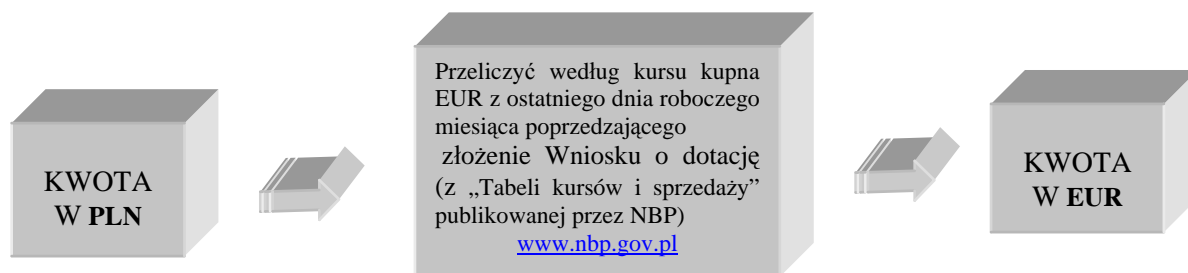 KWOTA
W PLN
Przeliczyć według kursu kupna
EUR z ostatniego dnia roboczego
miesiąca poprzedzającego
złożenie Wniosku o dotację
(z „Tabeli kursów i sprzedaży”
publikowanej przez NBP)
www.nbp.gov.pl
KWOTA
W EUR